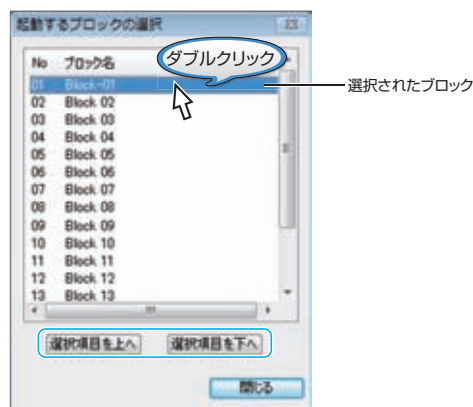 起動するブロックの選択
No ブロック名
ダブルクリック
01 Block-01
選択されたブロック
02 Block 02
03 Block 03
04 Block 04
05 Block 05
06 Block 06
07 Block 07
08 Block 08
09 Block 09
10 Block 10
11 Block 11
12 Block 12
13 Block 13
選択項目を上へ 選択項目を下へ
閉じる